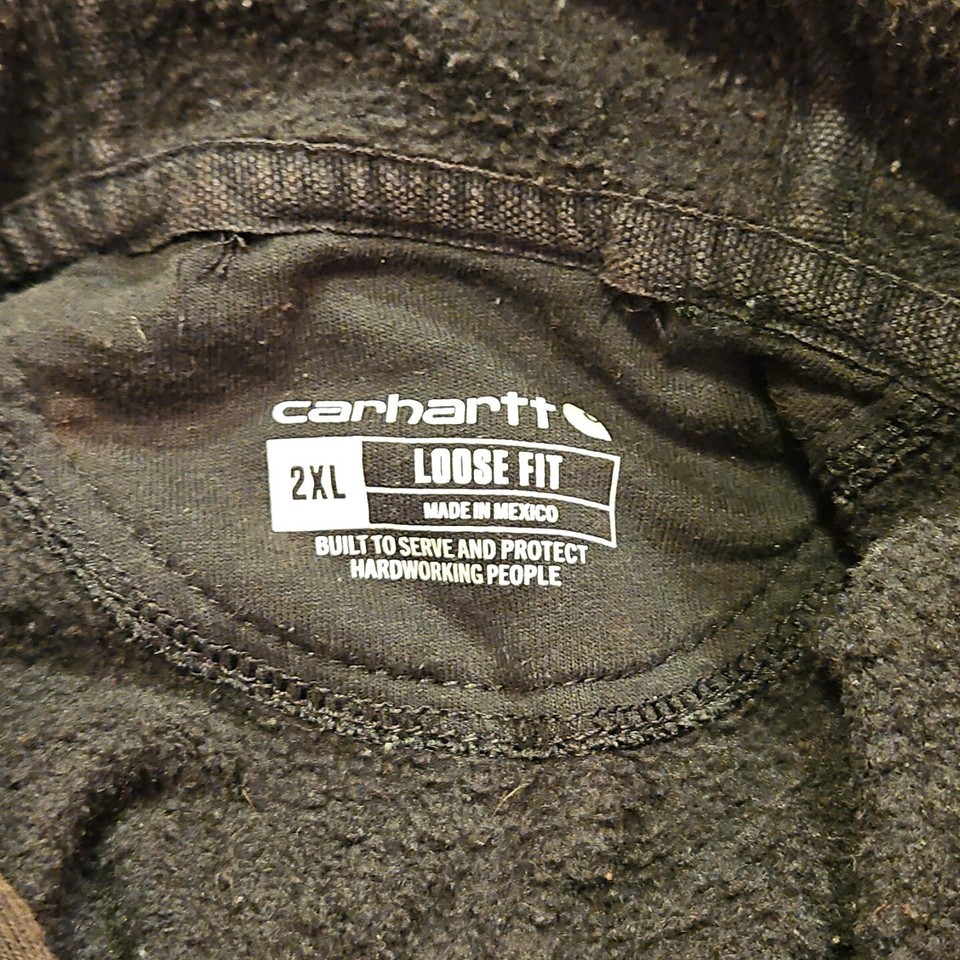 carhartt
2XL
LOOSE FIT
MADE IN MEXICO
BUILT TO SERVE AND PROTECT
HARDWORKING PEOPLE